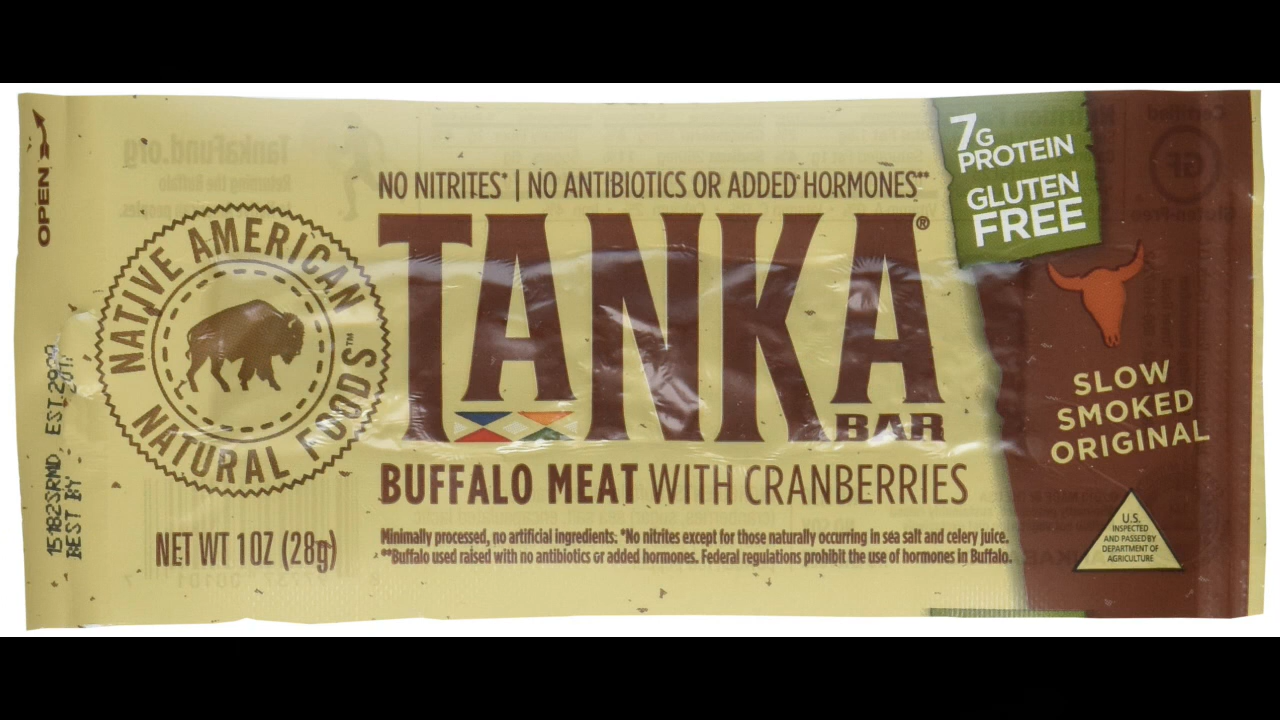 OPEN
NATIVE AMERICAN
NATURAL FOODS™
NO NITRITES* | NO ANTIBIOTICS OR ADDED HORMONES**
TANKA®
BAR
BUFFALO MEAT WITH CRANBERRIES
NET WT 1 OZ (28g)
Minimally processed, no artificial ingredients. *No nitrites except for those naturally occurring in sea salt and celery juice.
**Buffalo used raised with no antibiotics or added hormones. Federal regulations prohibit the use of hormones in Buffalo.
7G
PROTEIN
GLUTEN
FREE
SLOW
SMOKED
ORIGINAL
U.S.
INSPECTED
AND PASSED BY
DEPARTMENT OF
AGRICULTURE
BEST BY
TankaFund.org